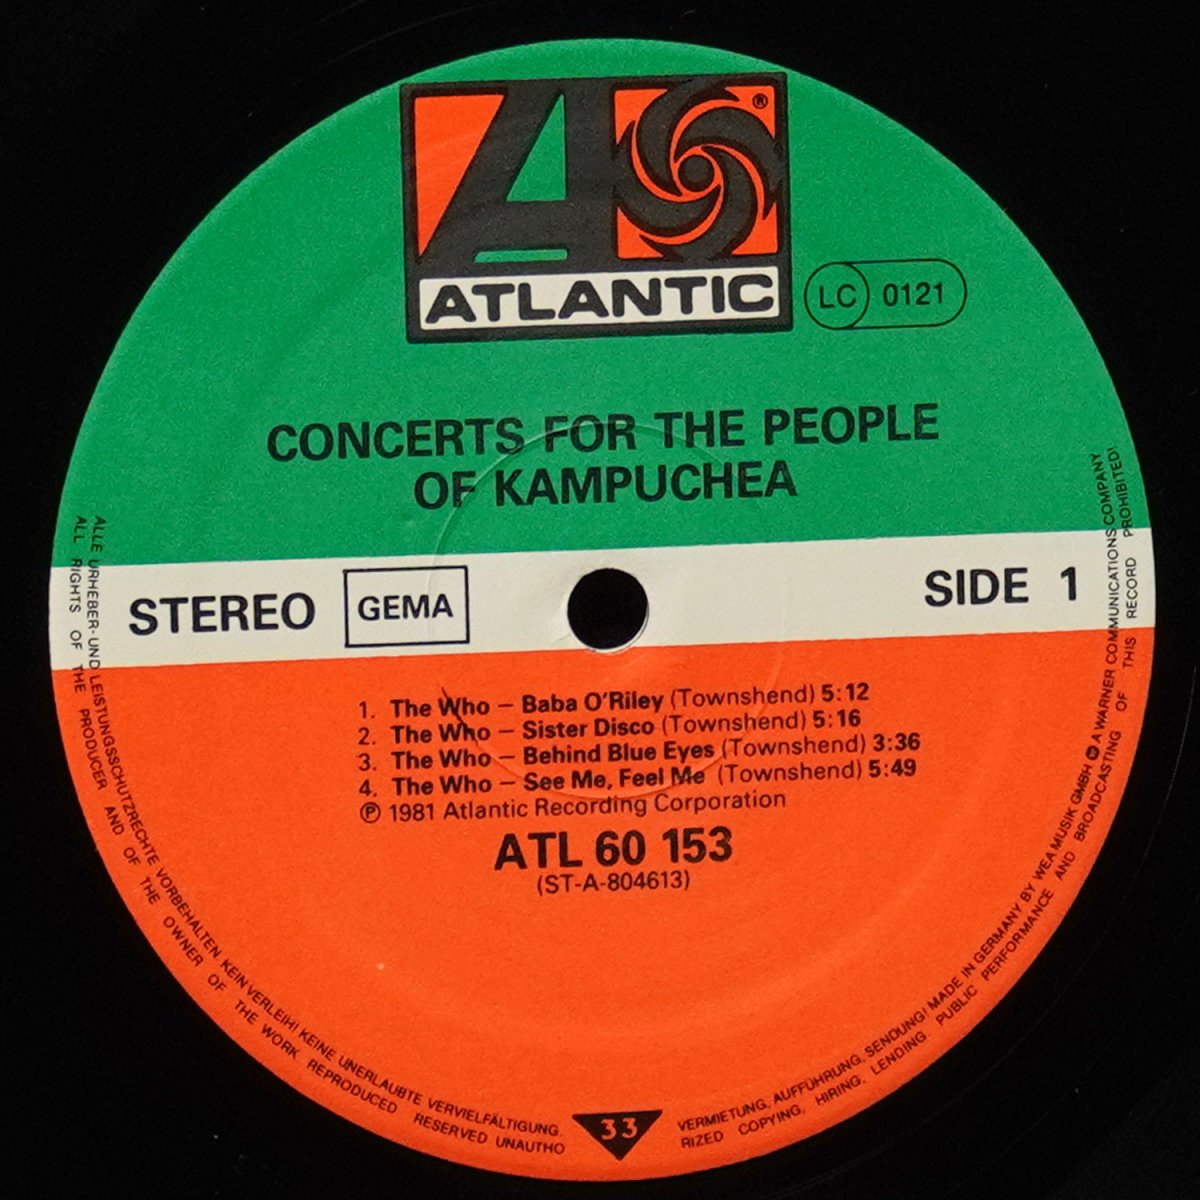 ®
ATLANTIC
LC 0121
CONCERTS FOR THE PEOPLE
OF KAMPUCHEA
STEREO GEMA SIDE 1
1. The Who – Baba O'Riley (Townshend) 5:12
2. The Who – Sister Disco (Townshend) 5:16
3. The Who – Behind Blue Eyes (Townshend) 3:36
4. The Who – See Me, Feel Me (Townshend) 5:49
℗ 1981 Atlantic Recording Corporation
ATL 60 153
(ST-A-804613)
ALLE URHEBER-UND LEISTUNGSSCHUTZRECHTE VORBEHALTEN KEIN VERLEIH! KEINE UNERLAUBTE VERVIELFÄLTIGUNG, VERMIETUNG, AUFFÜHRUNG, SENDUNG! MADE IN GERMANY BY WEA MUSIK GMBH A WARNER COMMUNICATIONS COMPANY
ALL RIGHTS OF THE PRODUCER AND OF THE OWNER OF THE WORK REPRODUCED RESERVED UNAUTHO RIZED COPYING, HIRING, LENDING PUBLIC PERFORMANCE AND BROADCASTING OF THIS RECORD PROHIBITED!
33